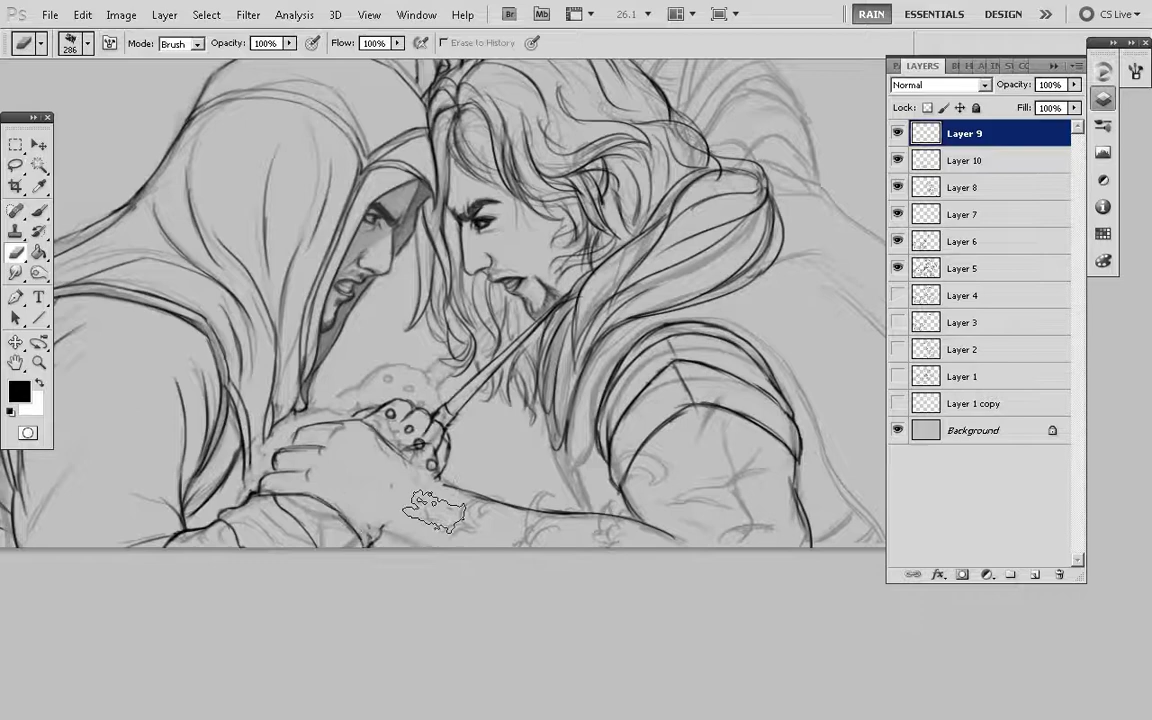 Ps File Edit Image Layer Select Filter Analysis 3D View Window Help Br Mb 26.1 RAIN ESSENTIALS DESIGN CS Live
286 Mode: Brush Opacity: 100% Flow: 100% Erase to History
LAYERS
Normal Opacity: 100%
Lock: Fill: 100%
Layer 9
Layer 10
Layer 8
Layer 7
Layer 6
Layer 5
Layer 4
Layer 3
Layer 2
Layer 1
Layer 1 copy
Background